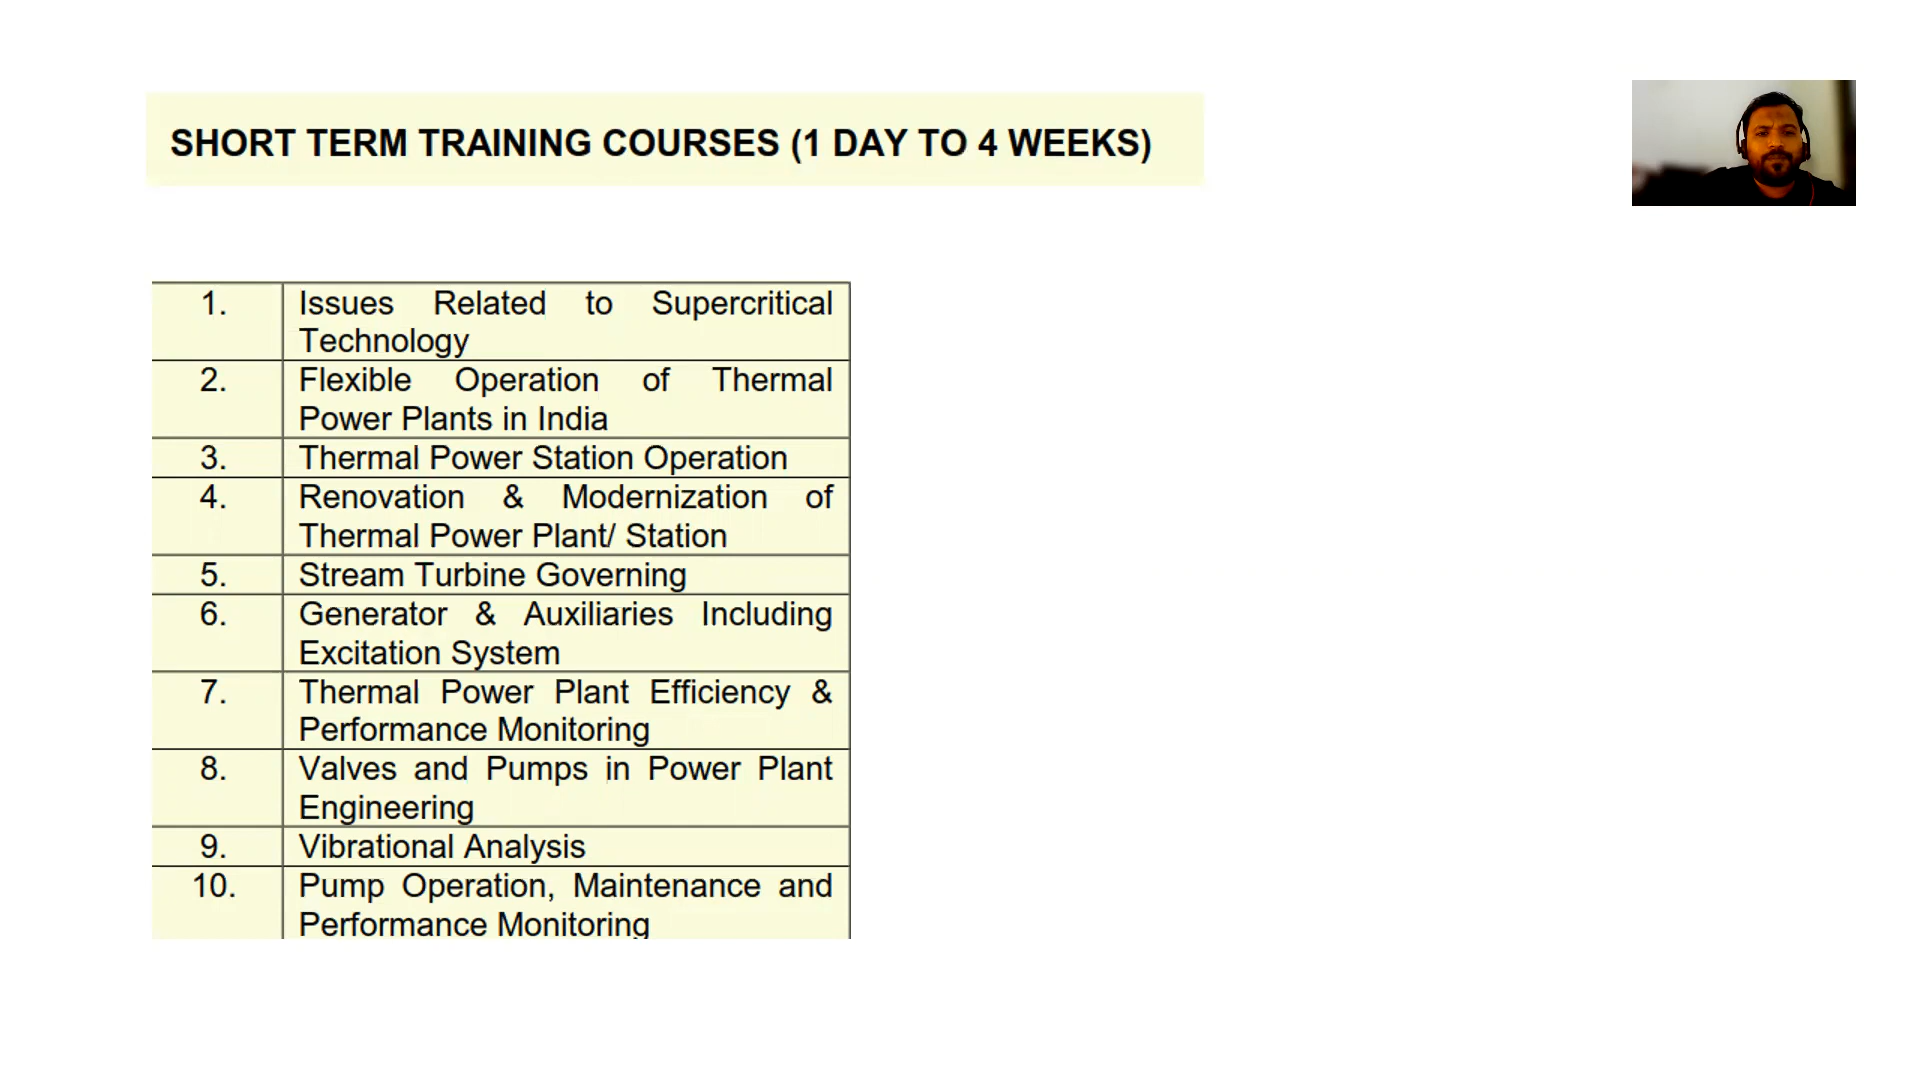 SHORT TERM TRAINING COURSES (1 DAY TO 4 WEEKS)
1. Issues Related to Supercritical
Technology
2. Flexible Operation of Thermal
Power Plants in India
3. Thermal Power Station Operation
4. Renovation & Modernization of
Thermal Power Plant/ Station
5. Stream Turbine Governing
6. Generator & Auxiliaries Including
Excitation System
7. Thermal Power Plant Efficiency &
Performance Monitoring
8. Valves and Pumps in Power Plant
Engineering
9. Vibrational Analysis
10. Pump Operation, Maintenance and
Performance Monitoring